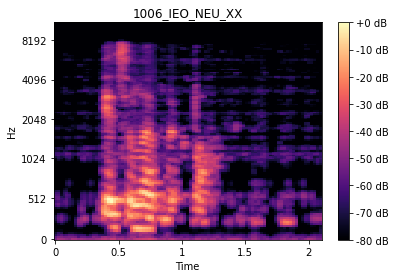 1006_IEO_NEU_XX
+0 dB
8192
-10 dB
4096
-20 dB
-30 dB
2048
Hz
-40 dB
1024
-50 dB
512
-60 dB
-70 dB
0
-80 dB
0
0.5
1
1.5
2
Time